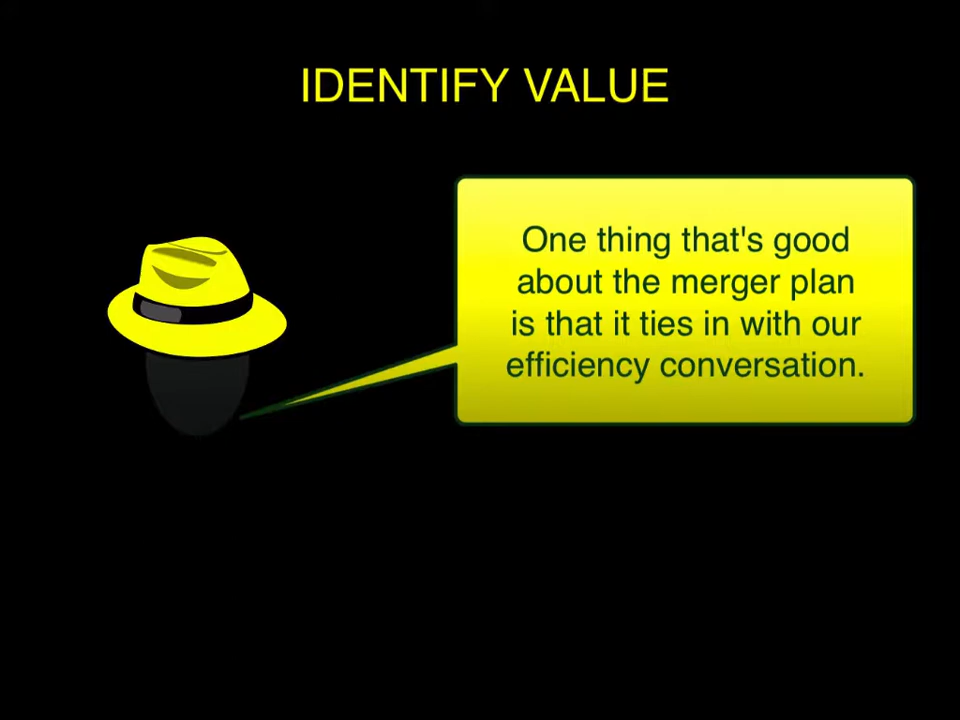 IDENTIFY VALUE
One thing that's good
about the merger plan
is that it ties in with our
efficiency conversation.